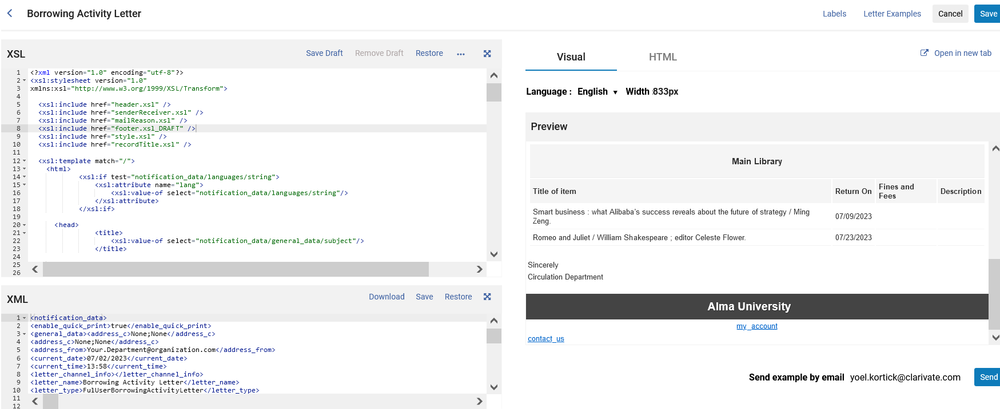 Borrowing Activity Letter
Labels
Letter Examples
Cancel
Save
XSL
Save Draft
Remove Draft
Restore
...
1 <?xml version="1.0" encoding="utf-8"?>
2 <xsl:stylesheet version="1.0"
3 xmlns:xsl="http://www.w3.org/1999/XSL/Transform">
4
5 <xsl:include href="header.xsl" />
6 <xsl:include href="senderReceiver.xsl" />
7 <xsl:include href="mailReason.xsl" />
8 <xsl:include href="footer.xsl_DRAFT" />
9 <xsl:include href="style.xsl" />
10 <xsl:include href="recordTitle.xsl" />
11
12 <xsl:template match="/">
13 <html>
14 <xsl:if test="notification_data/languages/string">
15 <xsl:attribute name="lang">
16 <xsl:value-of select="notification_data/languages/string"/>
17 </xsl:attribute>
18 </xsl:if>
19
20 <head>
21 <title>
22 <xsl:value-of select="notification_data/general_data/subject"/>
23 </title>
24
25
26
XML
Download
Save
Restore
1 <notification_data>
2 <enable_quick_print>true</enable_quick_print>
3 <general_data><address_c>None;None</address_c>
4 <address_c>None;None</address_c>
5 <address_from>Your.Department@organization.com</address_from>
6 <current_date>07/02/2023</current_date>
7 <current_time>13:58</current_time>
8 <letter_channel_info></letter_channel_info>
9 <letter_name>Borrowing Activity Letter</letter_name>
10 <letter_type>FulUserBorrowingActivityLetter</letter_type>
11
12
Visual
HTML
Open in new tab
Language : English ▾ Width 833px
Preview
Main Library
Title of item
Return On
Fines and
Fees
Description
Smart business : what Alibaba's success reveals about the future of strategy / Ming
Zeng.
07/09/2023
Romeo and Juliet / William Shakespeare ; editor Celeste Flower.
07/23/2023
Sincerely
Circulation Department
Alma University
my_account
contact_us
Send example by email yoel.kortick@clarivate.com
Send